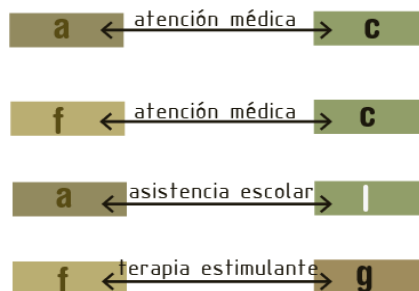 a atención médica c
f atención médica c
a asistencia escolar l
f terapia estimulante g